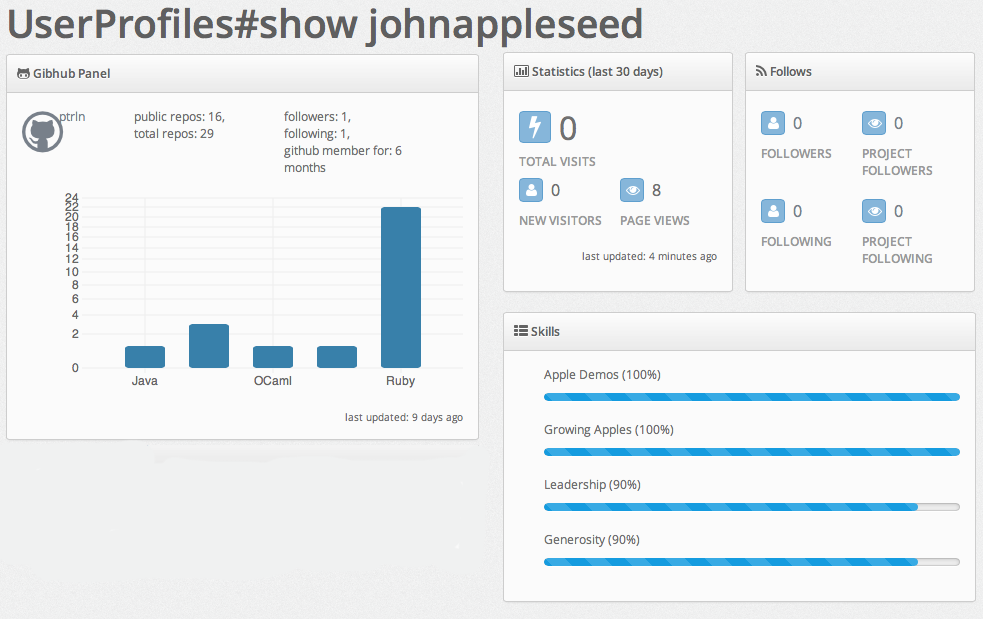 UserProfiles#show johnappleseed
Gibhub Panel
ptrln
public repos: 16,
total repos: 29
followers: 1,
following: 1,
github member for: 6
months
24
22
20
18
16
14
12
10
8
6
4
2
0
Java
OCaml
Ruby
last updated: 9 days ago
Statistics (last 30 days)
0
TOTAL VISITS
0
NEW VISITORS
8
PAGE VIEWS
last updated: 4 minutes ago
Follows
0
FOLLOWERS
0
PROJECT
FOLLOWERS
0
FOLLOWING
0
PROJECT
FOLLOWING
Skills
Apple Demos (100%)
Growing Apples (100%)
Leadership (90%)
Generosity (90%)